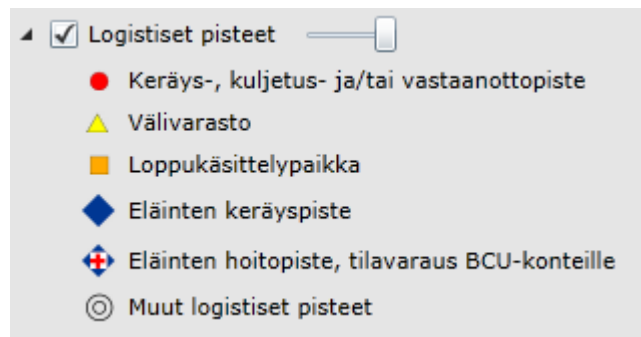 Logistiset pisteet
Keräys-, kuljetus- ja/tai vastaanottopiste
Välivarasto
Loppukäsittelypaikka
Eläinten keräyspiste
Eläinten hoitopiste, tilavaraus BCU-konteille
Muut logistiset pisteet